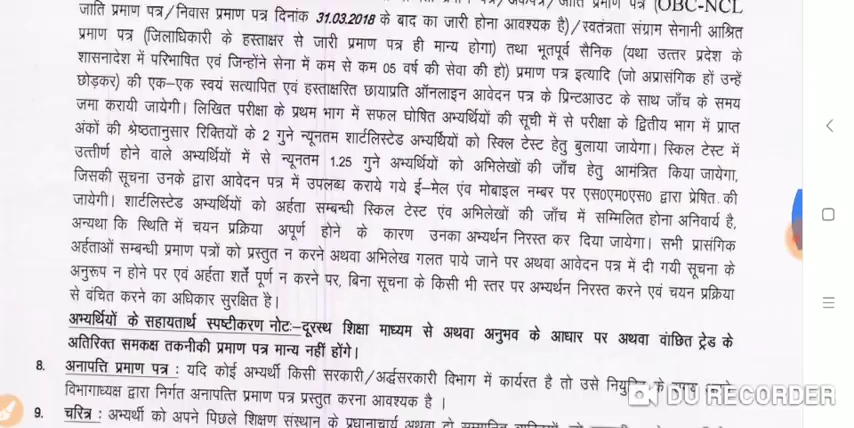 प्रमाण पत्र (OBC-NCL
जाति प्रमाण पत्र/निवास प्रमाण पत्र दिनांक 31.03.2018 के बाद का जारी होना आवश्यक है)/स्वतंत्रता संग्राम सेनानी आश्रित
प्रमाण पत्र (जिलाधिकारी के हस्ताक्षर से जारी प्रमाण पत्र ही मान्य होगा) तथा भूतपूर्व सैनिक (यथा उत्तर प्रदेश के
शासनादेश में परिभाषित एवं जिन्होंने सेना में कम से कम 05 वर्ष की सेवा की हो) प्रमाण पत्र इत्यादि (जो अप्रासंगिक हों उन्हें
छोड़कर) की एक–एक स्वयं सत्यापित एवं हस्ताक्षरित छायाप्रति ऑनलाइन आवेदन पत्र के प्रिन्टआउट के साथ जाँच के समय
जमा करायी जायेगी। लिखित परीक्षा के प्रथम भाग में सफल घोषित अभ्यर्थियों की सूची में से परीक्षा के द्वितीय भाग में प्राप्त
अंकों की श्रेष्ठतानुसार रिक्तियों के 2 गुने न्यूनतम शार्टलिस्टेड अभ्यर्थियों को स्किल टेस्ट हेतु बुलाया जायेगा। स्किल टेस्ट में
उत्तीर्ण होने वाले अभ्यर्थियों में से न्यूनतम 1.25 गुने अभ्यर्थियों को अभिलेखों की जाँच हेतु आमंत्रित किया जायेगा,
जिसकी सूचना उनके द्वारा आवेदन पत्र में उपलब्ध कराये गये ई–मेल एंव मोबाइल नम्बर पर एस0एम0एस0 द्वारा प्रेषित की
जायेगी। शार्टलिस्टेड अभ्यर्थियों को अर्हता सम्बन्धी स्किल टेस्ट एंव अभिलेखों की जाँच में सम्मिलित होना अनिवार्य है,
अन्यथा कि स्थिति में चयन प्रक्रिया अपूर्ण होने के कारण उनका अभ्यर्थन निरस्त कर दिया जायेगा। सभी प्रासंगिक
अर्हताओं सम्बन्धी प्रमाण पत्रों को प्रस्तुत न करने अथवा अभिलेख गलत पाये जाने पर अथवा आवेदन पत्र में दी गयी सूचना के
अनुरूप न होने पर एवं अर्हता शर्तें पूर्ण न करने पर, बिना सूचना के किसी भी स्तर पर अभ्यर्थन निरस्त करने एवं चयन प्रक्रिया
से वंचित करने का अधिकार सुरक्षित है।
अभ्यर्थियों के सहायतार्थ स्पष्टीकरण नोटः–दूरस्थ शिक्षा माध्यम से अथवा अनुभव के आधार पर अथवा वांछित ट्रेड के
अतिरिक्त समकक्ष तकनीकी प्रमाण पत्र मान्य नहीं होंगे।
8. अनापत्ति प्रमाण पत्र : यदि कोई अभ्यर्थी किसी सरकारी/अर्द्धसरकारी विभाग में कार्यरत है तो उसे
विभागाध्यक्ष द्वारा निर्गत अनापत्ति प्रमाण पत्र प्रस्तुत करना आवश्यक है ।
9. चरित्र : अभ्यर्थी को अपने पिछले शिक्षण संस्थान के प्रधानाचार्य अथवा दो
DU RECORDER